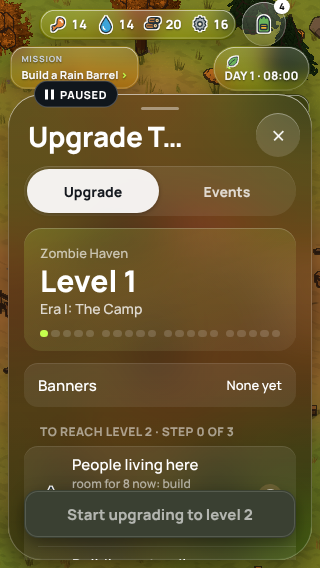 14 14 20 16 4
MISSION
Build a Rain Barrel ›
DAY 1 · 08:00
PAUSED
Upgrade T...
Upgrade Events
Zombie Haven
Level 1
Era I: The Camp
Banners None yet
TO REACH LEVEL 2 · STEP 0 OF 3
People living here
room for 8 now: build
Start upgrading to level 2